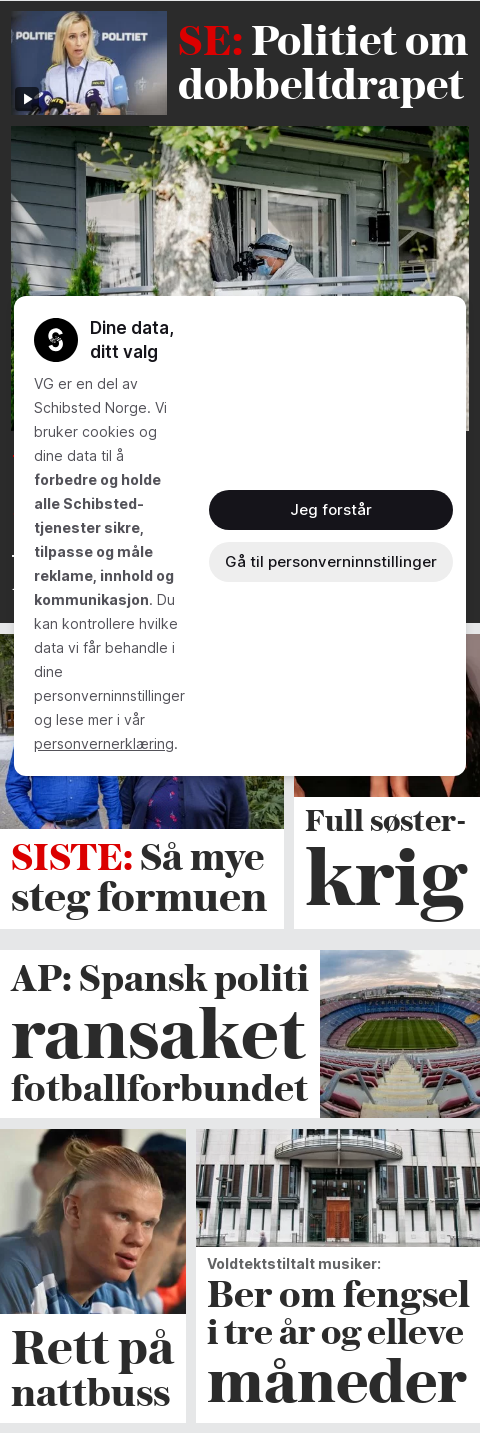 POLITIET
POLITIET
SE: Politiet om
dobbeltdrapet
Dine data,
ditt valg
VG er en del av
Schibsted Norge. Vi
bruker cookies og
dine data til å
forbedre og holde
alle Schibsted-
tjenester sikre,
tilpasse og måle
reklame, innhold og
kommunikasjon. Du
kan kontrollere hvilke
data vi får behandle i
dine
personverninnstillinger
og lese mer i vår
personvernerklæring.
Jeg forstår
Gå til personverninnstillinger
SISTE: Så mye
steg formuen
Full søster-
krig
AP: Spansk politi
ransaket
fotballforbundet
Rett på
nattbuss
Voldtektstiltalt musiker:
Ber om fengsel
i tre år og elleve
måneder